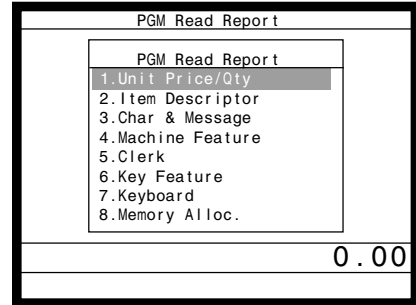 PGM Read Report
PGM Read Report
1.Unit Price/Qty
2.Item Descriptor
3.Char & Message
4.Machine Feature
5.Clerk
6.Key Feature
7.Keyboard
8.Memory Alloc.
0.00